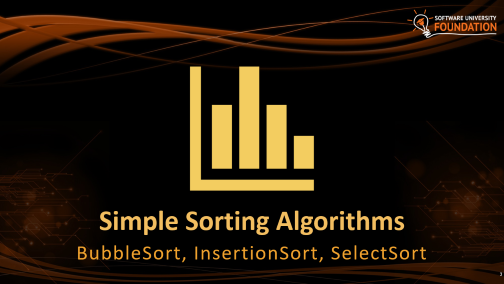 SOFTWARE UNIVERSITY
FOUNDATION
Simple Sorting Algorithms
BubbleSort, InsertionSort, SelectSort
3